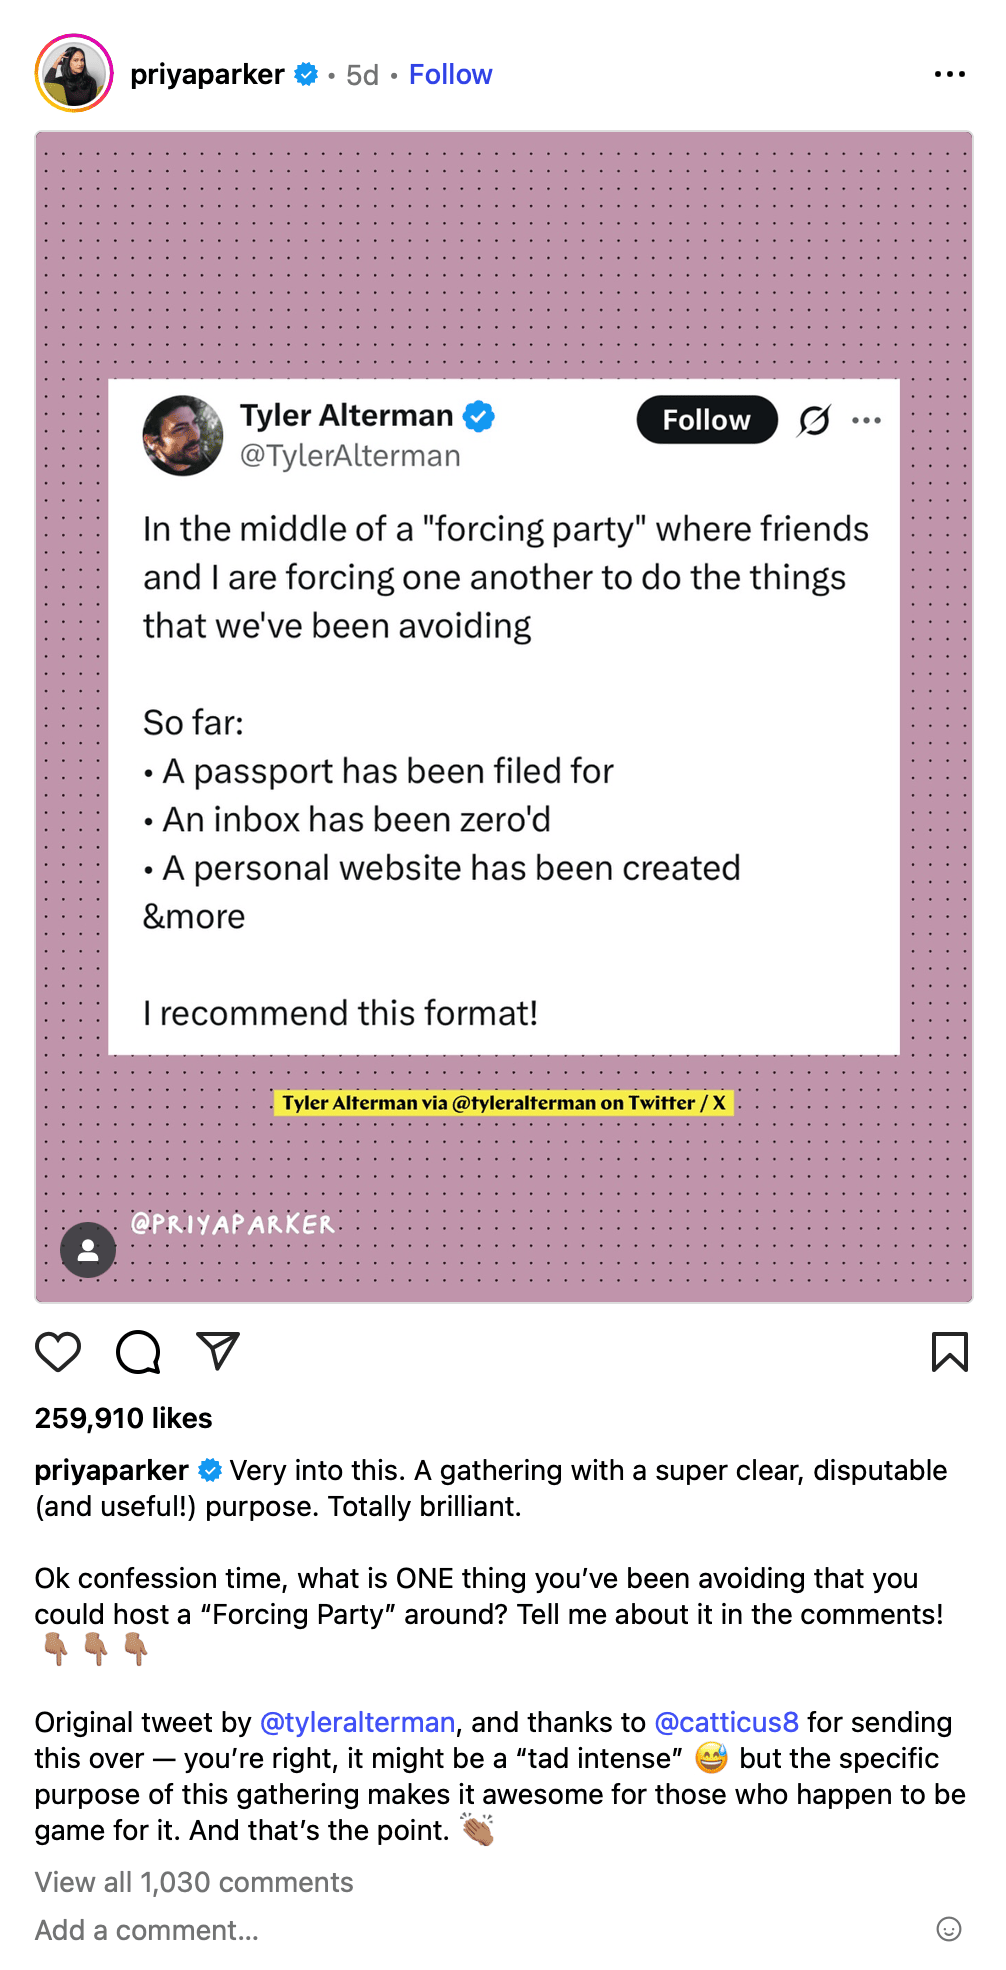 priyaparker • 5d • Follow
Tyler Alterman
Follow
@TylerAlterman
In the middle of a "forcing party" where friends
and I are forcing one another to do the things
that we've been avoiding
So far:
• A passport has been filed for
• An inbox has been zero'd
• A personal website has been created
&more
I recommend this format!
Tyler Alterman via @tyleralterman on Twitter / X
@PRIYAPARKER
259,910 likes
priyaparker Very into this. A gathering with a super clear, disputable
(and useful!) purpose. Totally brilliant.
Ok confession time, what is ONE thing you’ve been avoiding that you
could host a “Forcing Party” around? Tell me about it in the comments!
👇🏽👇🏽👇🏽
Original tweet by @tyleralterman, and thanks to @catticus8 for sending
this over — you’re right, it might be a “tad intense” 😅 but the specific
purpose of this gathering makes it awesome for those who happen to be
game for it. And that’s the point. 👏🏽
View all 1,030 comments
Add a comment...